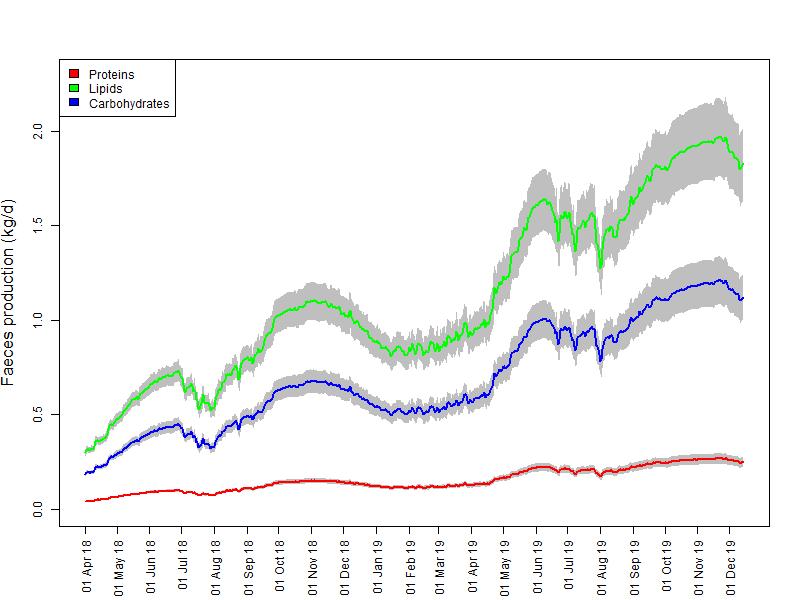 Proteins
Lipids
Carbohydrates
Faeces production (kg/d)
2.0
1.5
1.0
0.5
0.0
01 Apr 18
01 May 18
01 Jun 18
01 Jul 18
01 Aug 18
01 Sep 18
01 Oct 18
01 Nov 18
01 Dec 18
01 Jan 19
01 Feb 19
01 Mar 19
01 Apr 19
01 May 19
01 Jun 19
01 Jul 19
01 Aug 19
01 Sep 19
01 Oct 19
01 Nov 19
01 Dec 19